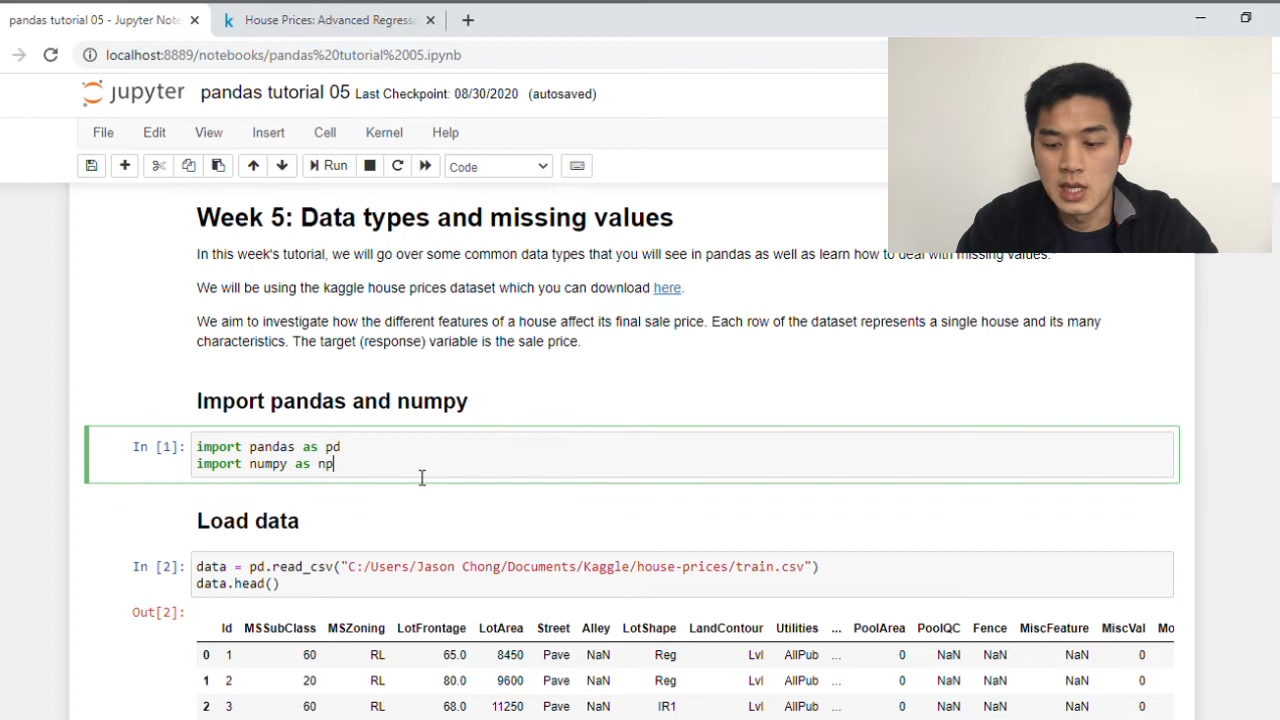 pandas tutorial 05 - Jupyter Note
House Prices: Advanced Regress
localhost:8889/notebooks/pandas%20tutorial%2005.ipynb
jupyter pandas tutorial 05 Last Checkpoint: 08/30/2020 (autosaved)
File Edit View Insert Cell Kernel Help
Run Code
Week 5: Data types and missing values
In this week's tutorial, we will go over some common data types that you will see in pandas as well as learn how to deal with missing values.
We will be using the kaggle house prices dataset which you can download here.
We aim to investigate how the different features of a house affect its final sale price. Each row of the dataset represents a single house and its many
characteristics. The target (response) variable is the sale price.
Import pandas and numpy
In [1]: import pandas as pd
import numpy as np
Load data
In [2]: data = pd.read_csv("C:/Users/Jason Chong/Documents/Kaggle/house-prices/train.csv")
data.head()
Out[2]:
Id MSSubClass MSZoning LotFrontage LotArea Street Alley LotShape LandContour Utilities ... PoolArea PoolQC Fence MiscFeature MiscVal Mo
0 1 60 RL 65.0 8450 Pave NaN Reg Lvl AllPub ... 0 NaN NaN NaN 0
1 2 20 RL 80.0 9600 Pave NaN Reg Lvl AllPub ... 0 NaN NaN NaN 0
2 3 60 RL 68.0 11250 Pave NaN IR1 Lvl AllPub ... 0 NaN NaN NaN 0